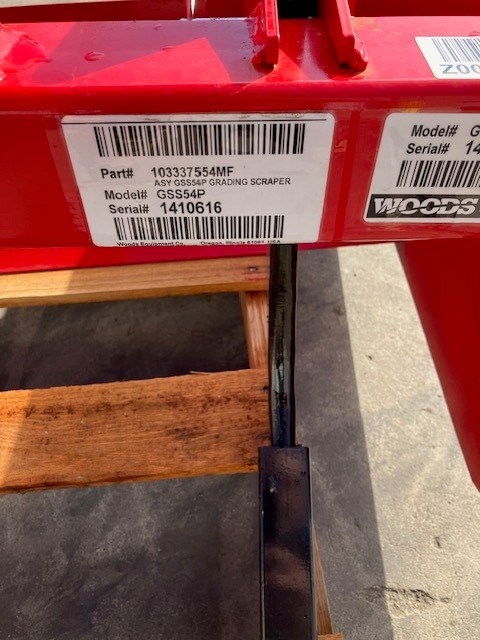 Part# 103337554MF
ASY GSS54P GRADING SCRAPER
Model# GSS54P
Serial# 1410616
Woods Equipment Co. Oregon, Illinois 61061 USA
Model# G
Serial# 14
WOODS
Z00